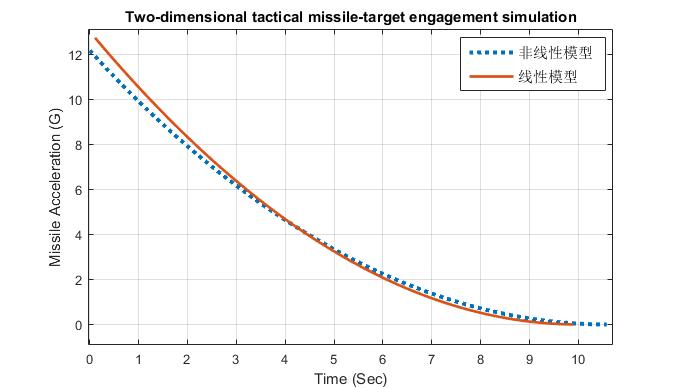 Two-dimensional tactical missile-target engagement simulation
非线性模型
线性模型
Missile Acceleration (G)
12
10
8
6
4
2
0
0 1 2 3 4 5 6 7 8 9 10
Time (Sec)